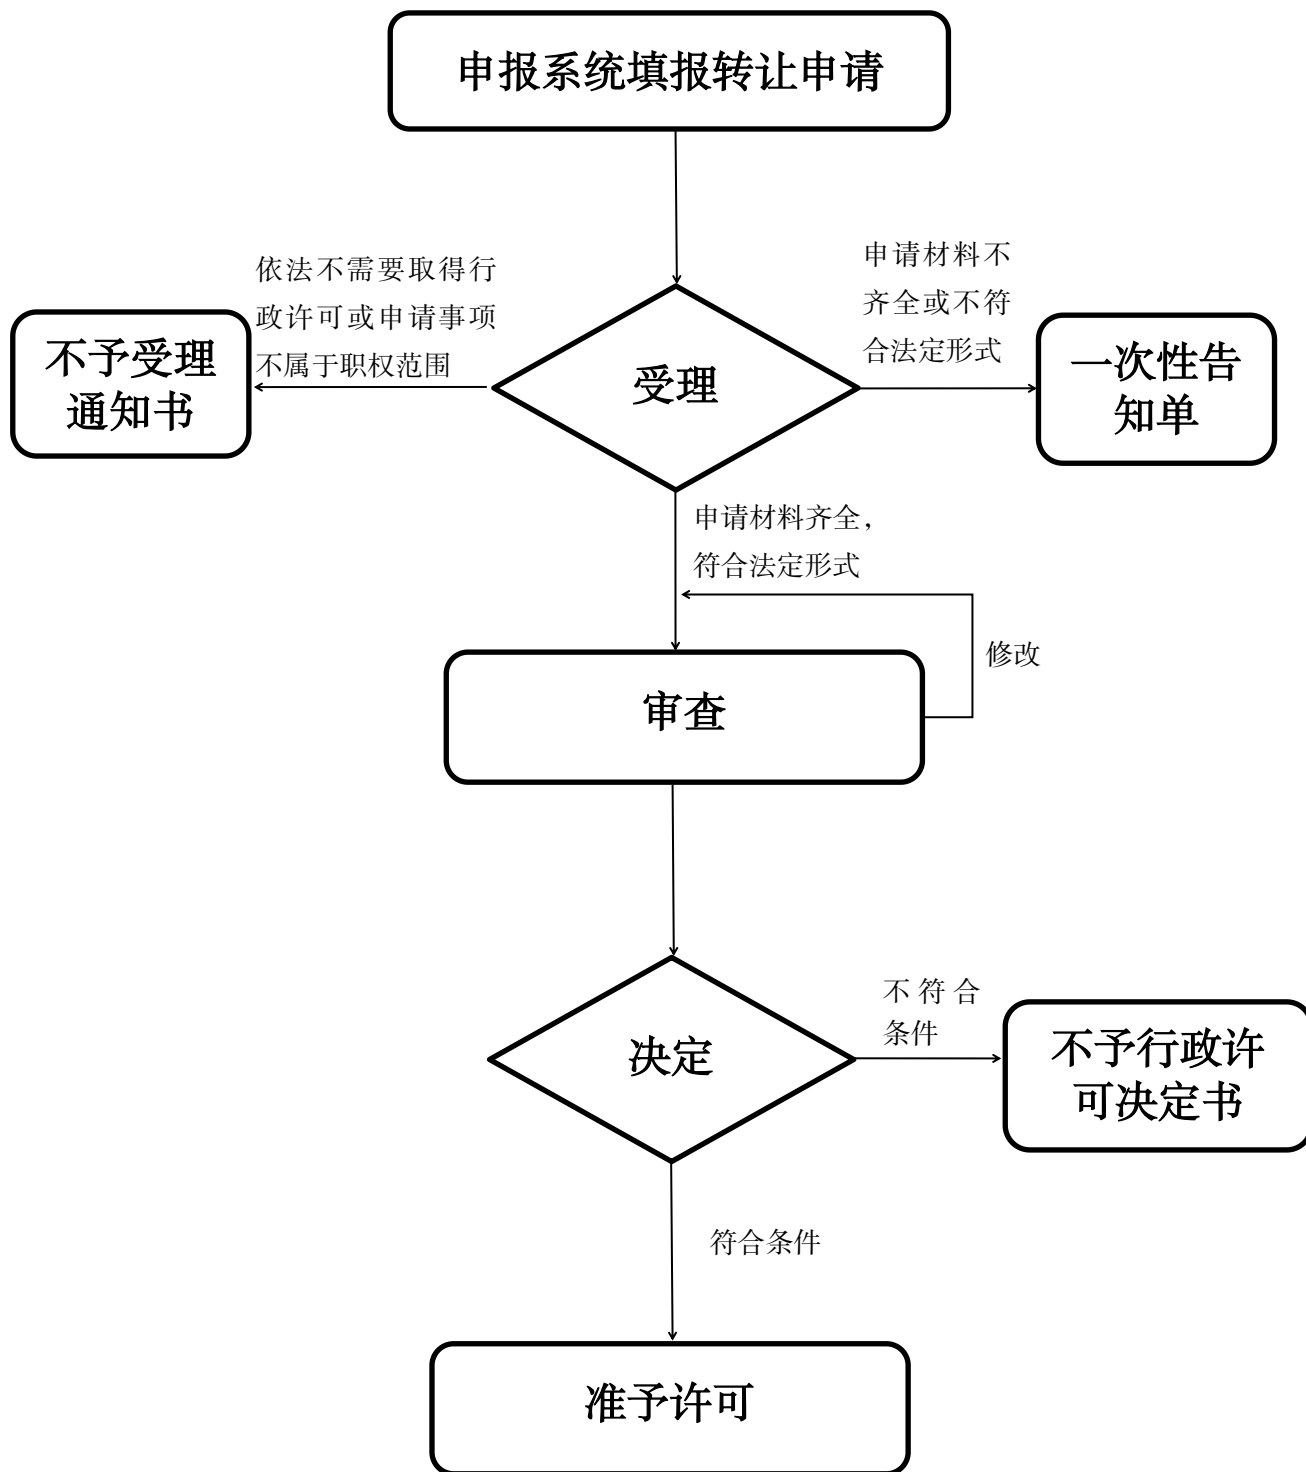 申报系统填报转让申请
依法不需要取得行
政许可或申请事项
不属于职权范围
申请材料不
齐全或不符
合法定形式
不予受理
通知书
受理
一次性告
知单
申请材料齐全，
符合法定形式
修改
审查
不符合
条件
决定
不予行政许
可决定书
符合条件
准予许可